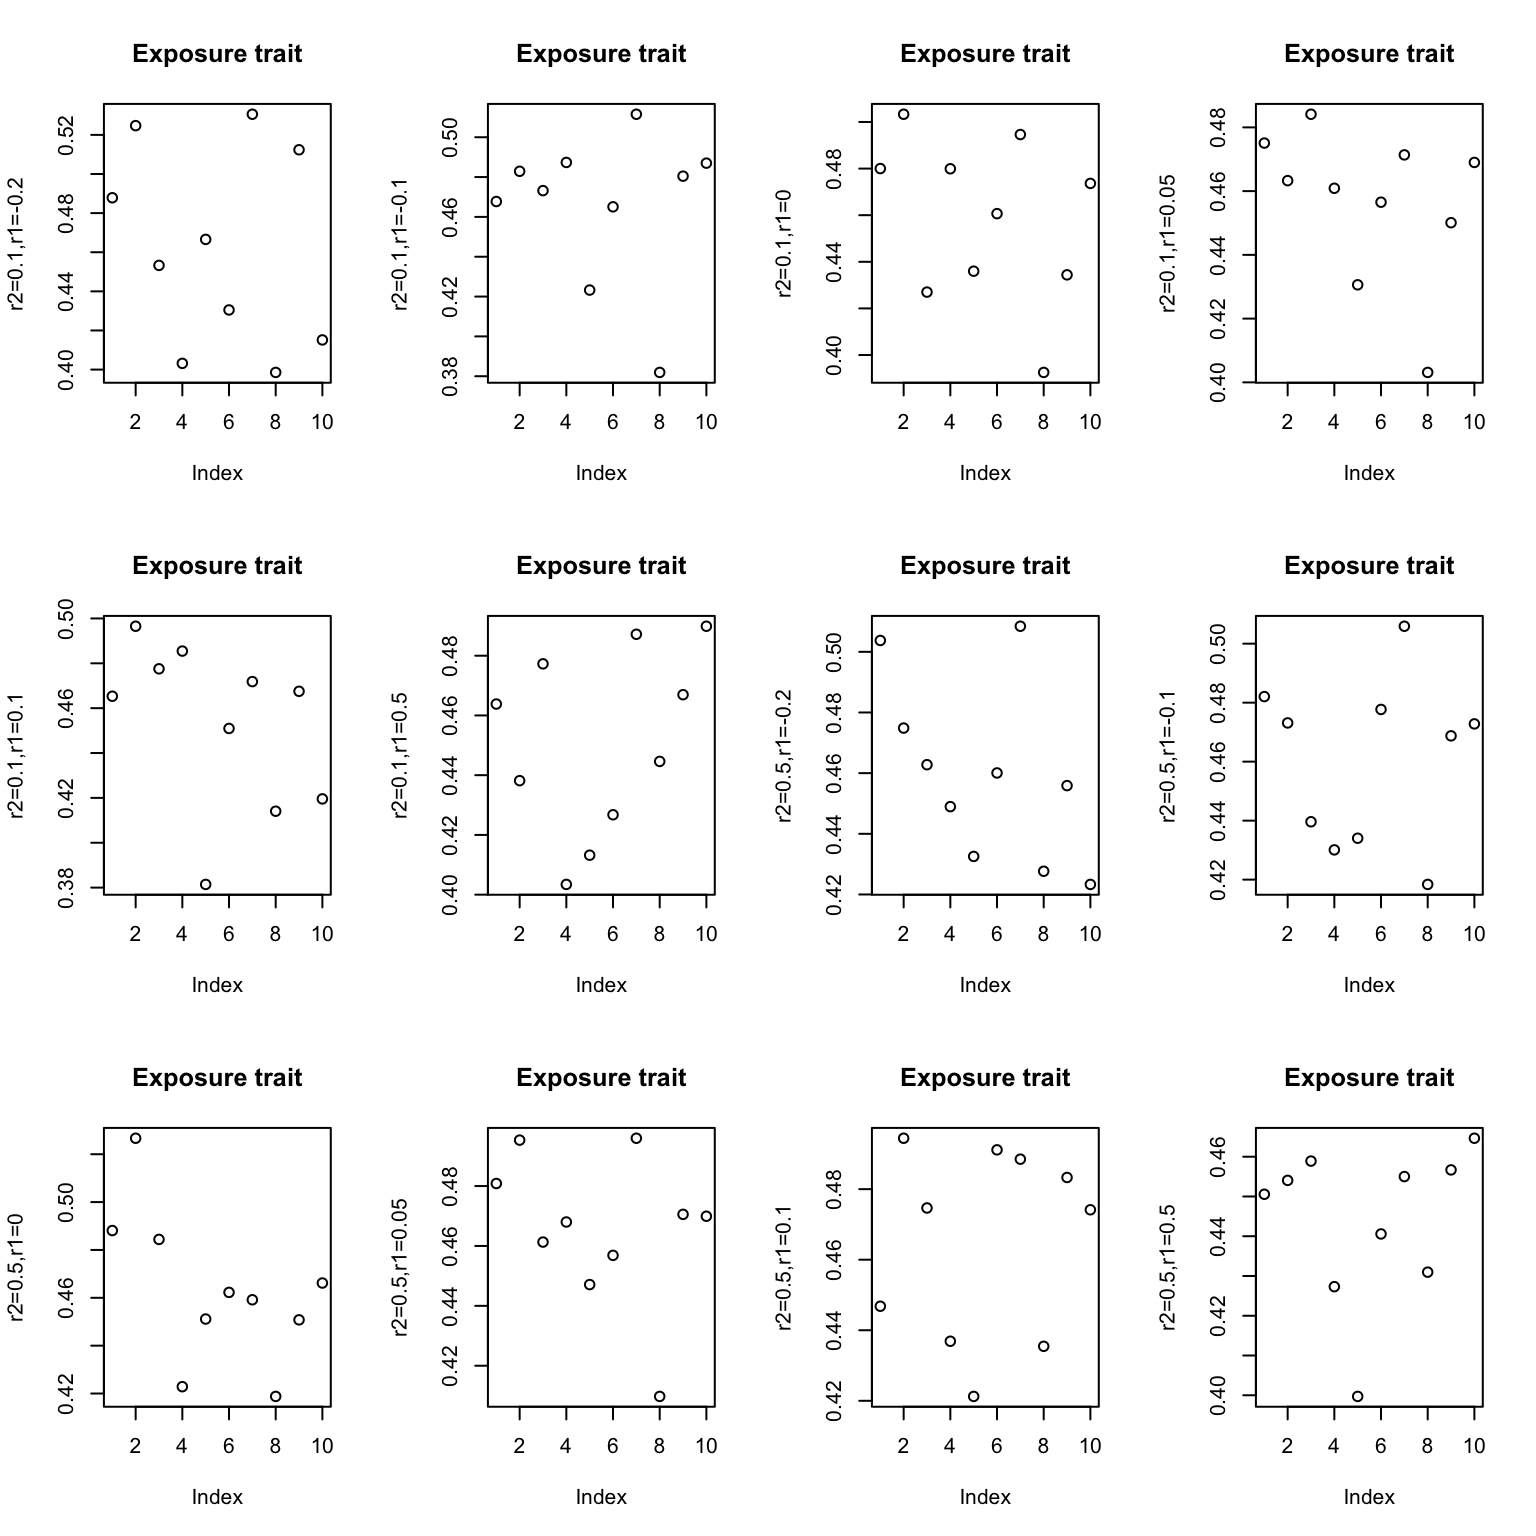 Exposure trait Exposure trait Exposure trait Exposure trait
r2=0.1,r1=-0.2
0.40 0.44 0.48 0.52
2 4 6 8 10
Index
r2=0.1,r1=-0.1
0.38 0.42 0.46 0.50
2 4 6 8 10
Index
r2=0.1,r1=0
0.40 0.44 0.48
2 4 6 8 10
Index
r2=0.1,r1=0.05
0.40 0.42 0.44 0.46 0.48
2 4 6 8 10
Index
Exposure trait Exposure trait Exposure trait Exposure trait
r2=0.1,r1=0.1
0.38 0.42 0.46 0.50
2 4 6 8 10
Index
r2=0.1,r1=0.5
0.40 0.42 0.44 0.46 0.48
2 4 6 8 10
Index
r2=0.5,r1=-0.2
0.42 0.44 0.46 0.48 0.50
2 4 6 8 10
Index
r2=0.5,r1=-0.1
0.42 0.44 0.46 0.48 0.50
2 4 6 8 10
Index
Exposure trait Exposure trait Exposure trait Exposure trait
r2=0.5,r1=0
0.42 0.46 0.50
2 4 6 8 10
Index
r2=0.5,r1=0.05
0.42 0.44 0.46 0.48
2 4 6 8 10
Index
r2=0.5,r1=0.1
0.42 0.44 0.46 0.48
2 4 6 8 10
Index
r2=0.5,r1=0.5
0.40 0.42 0.44 0.46
2 4 6 8 10
Index